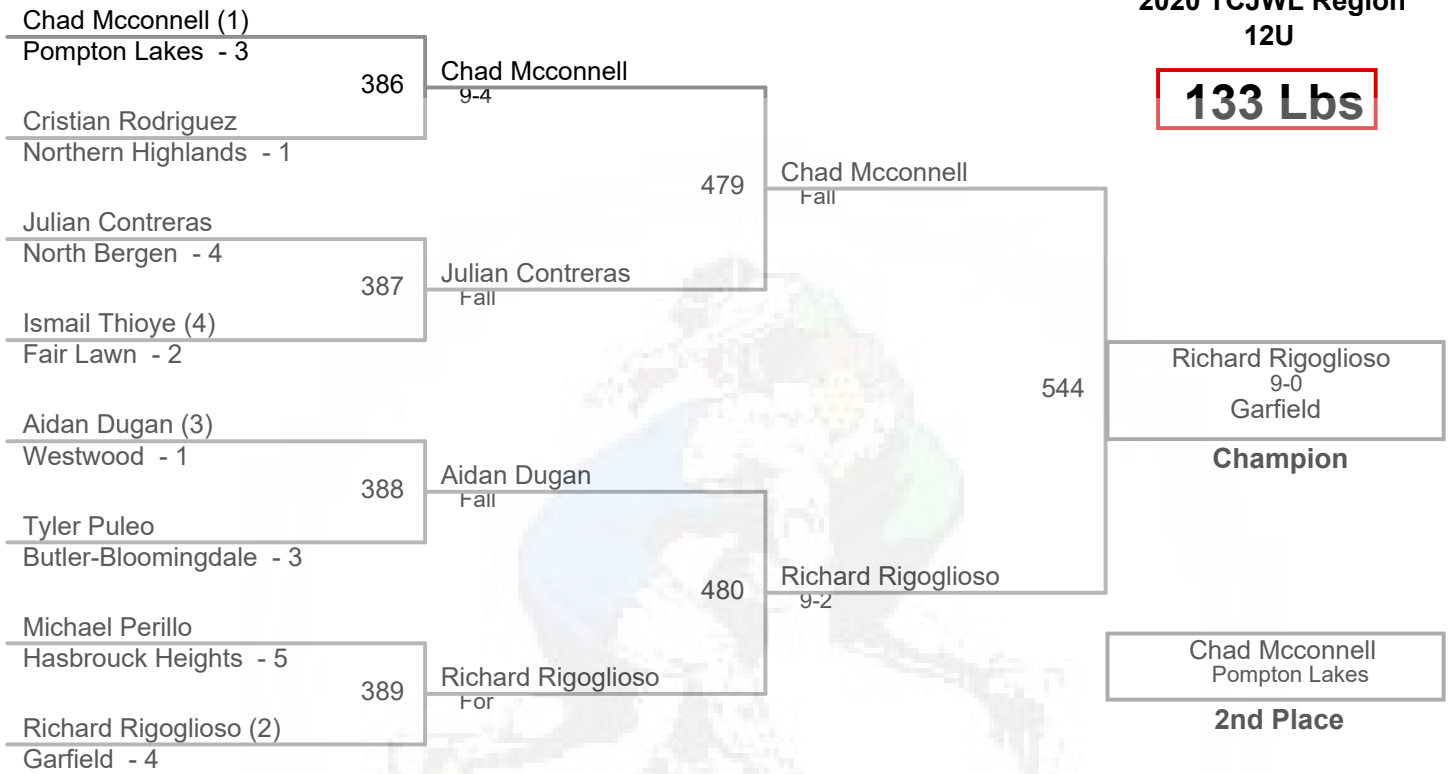 2020 TCJWL Region
12U
133 Lbs
Chad Mcconnell (1)
Pompton Lakes - 3
386
Cristian Rodriguez
Northern Highlands - 1
Julian Contreras
North Bergen - 4
387
Ismail Thioye (4)
Fair Lawn - 2
Aidan Dugan (3)
Westwood - 1
388
Tyler Puleo
Butler-Bloomingdale - 3
Michael Perillo
Hasbrouck Heights - 5
389
Richard Rigoglioso (2)
Garfield - 4
Chad Mcconnell
9-4
479
Julian Contreras
Fall
Aidan Dugan
Fall
480
Richard Rigoglioso
For
Chad Mcconnell
Fall
544
Richard Rigoglioso
9-2
Richard Rigoglioso
9-0
Garfield
Champion
Chad Mcconnell
Pompton Lakes
2nd Place